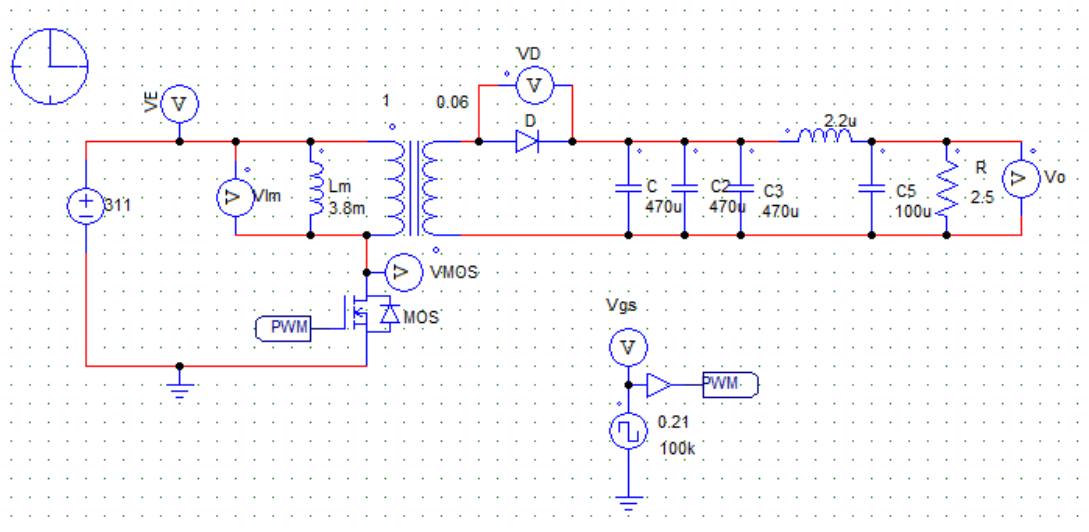 VD
V
VE
V
1
0.06
D
2.2u
311
V
Vlm
Lm
3.8m
C
470u
C2
470u
C3
470u
C5
100u
R
2.5
V
Vo
V
VMOS
PWM
MOS
Vgs
V
PWM
0.21
100k